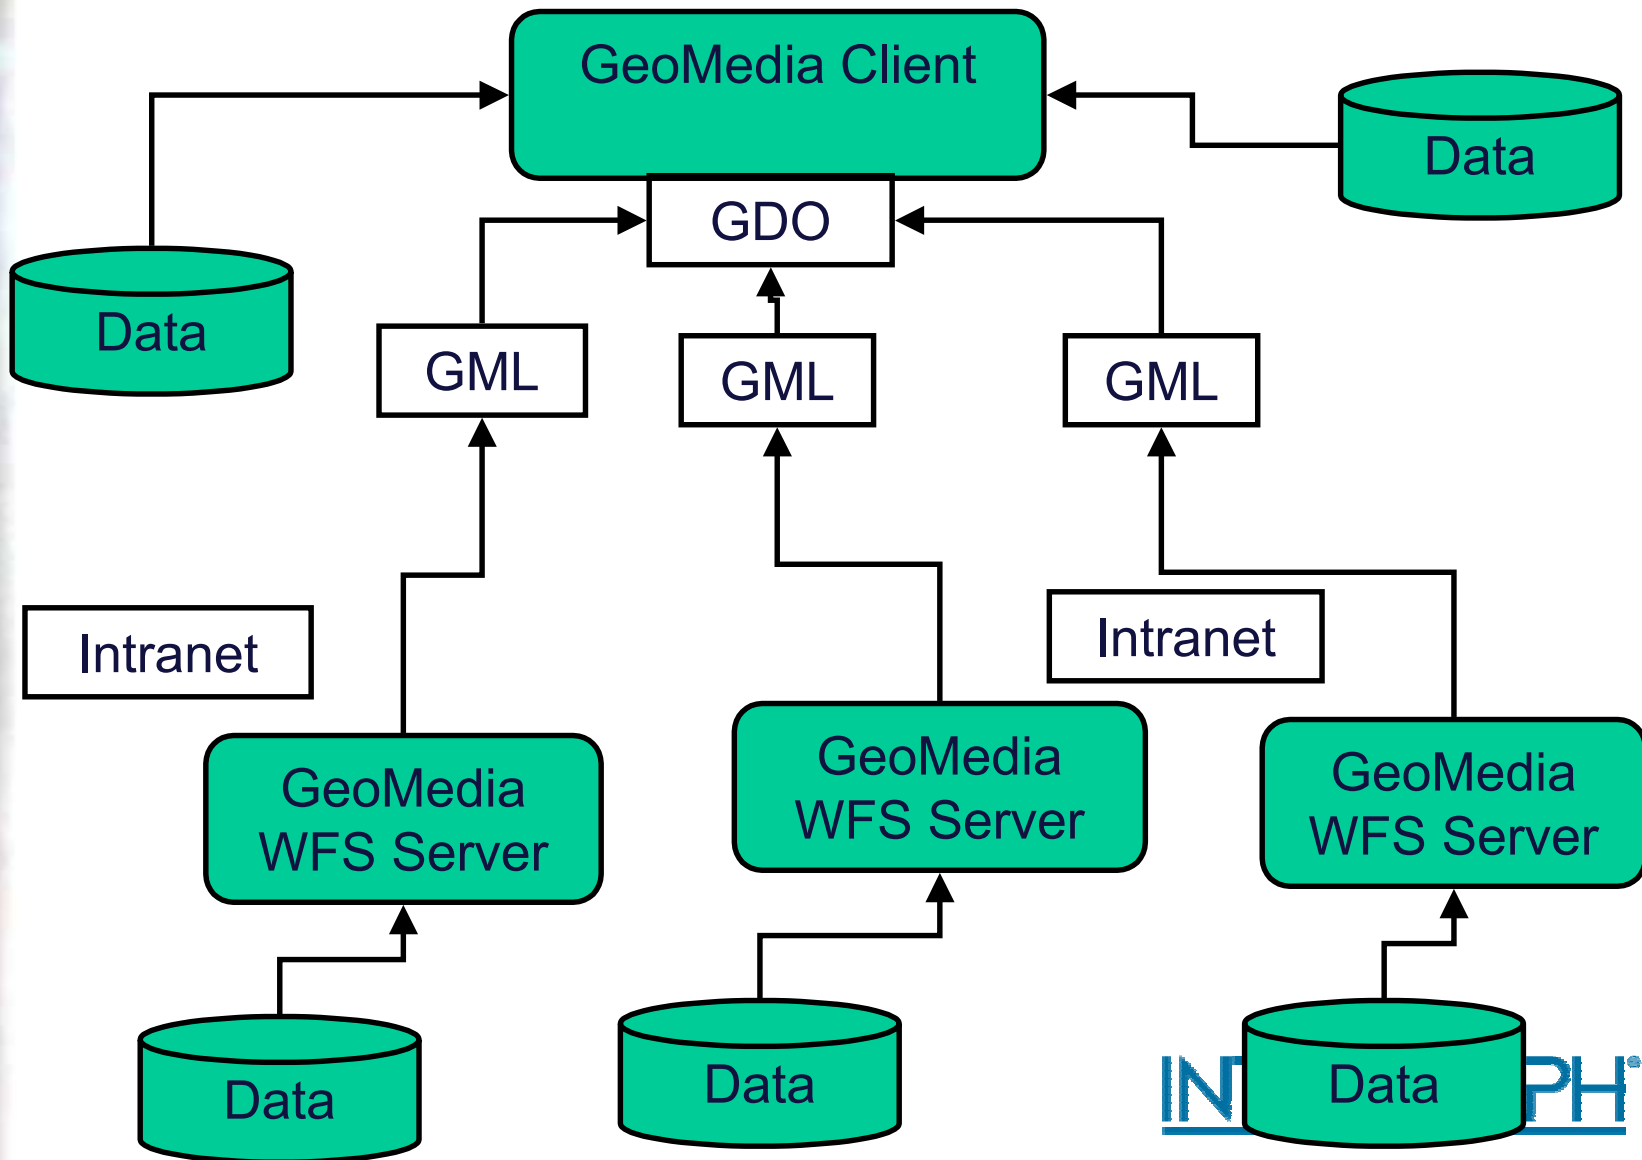 GeoMedia Client
Data
GDO
Data
GML
GML
GML
Intranet
Intranet
GeoMedia
WFS Server
GeoMedia
WFS Server
GeoMedia
WFS Server
Data
Data
Data